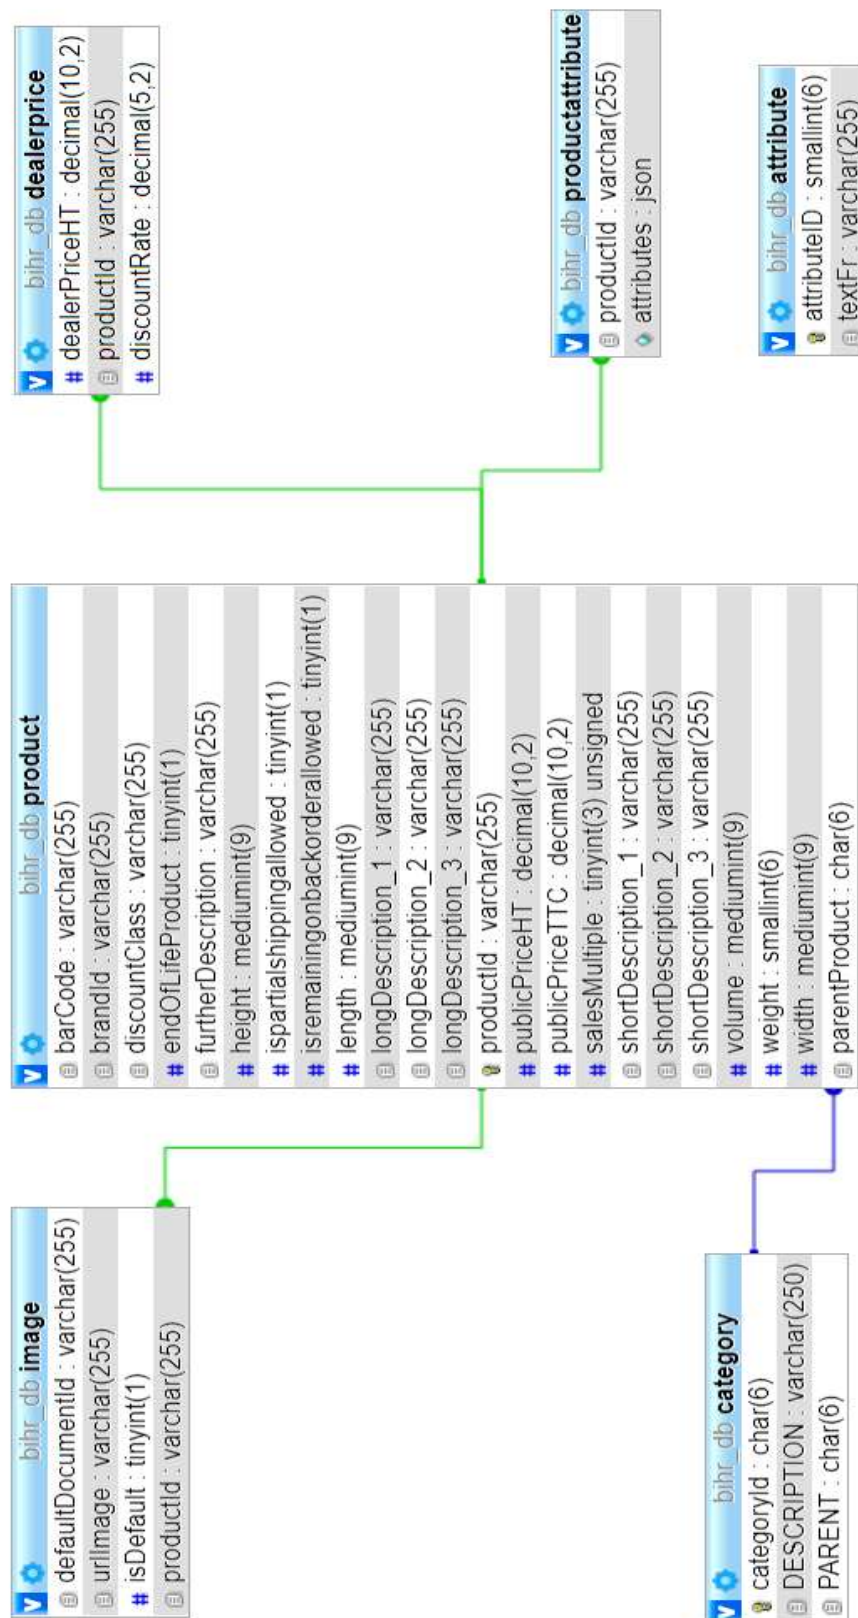 bihr_db image
defaultDocumentId : varchar(255)
urlImage : varchar(255)
# isDefault : tinyint(1)
productId : varchar(255)
bihr_db category
categoryId : char(6)
DESCRIPTION : varchar(250)
PARENT : char(6)
bihr_db product
barCode : varchar(255)
brandId : varchar(255)
discountClass : varchar(255)
# endOfLifeProduct : tinyint(1)
furtherDescription : varchar(255)
# height : mediumint(9)
# ispartialshippingallowed : tinyint(1)
# isremainingonbackorderallowed : tinyint(1)
# length : mediumint(9)
longDescription_1 : varchar(255)
longDescription_2 : varchar(255)
longDescription_3 : varchar(255)
productId : varchar(255)
# publicPriceHT : decimal(10,2)
# publicPriceTTC : decimal(10,2)
# salesMultiple : tinyint(3) unsigned
shortDescription_1 : varchar(255)
shortDescription_2 : varchar(255)
shortDescription_3 : varchar(255)
# volume : mediumint(9)
# weight : smallint(6)
# width : mediumint(9)
parentProduct : char(6)
bihr_db dealerprice
# dealerPriceHT : decimal(10,2)
productId : varchar(255)
# discountRate : decimal(5,2)
bihr_db productattribute
productId : varchar(255)
attributes : json
bihr_db attribute
attributeID : smallint(6)
textFr : varchar(255)